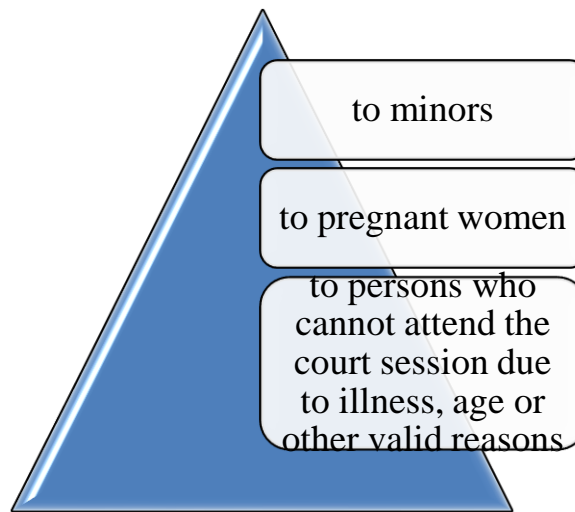 to minors
to pregnant women
to persons who
cannot attend the
court session due
to illness, age or
other valid reasons